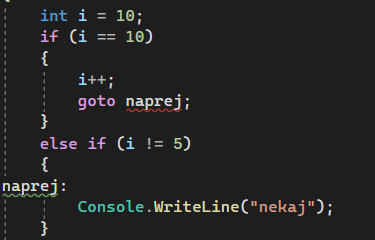 int i = 10;
if (i == 10)
{
i++;
goto naprej;
}
else if (i != 5)
{
naprej:
Console.WriteLine("nekaj");
}